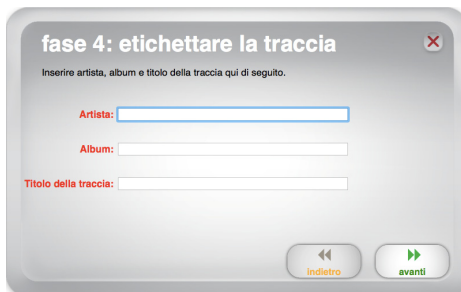 fase 4: etichettare la traccia
Inserire artista, album e titolo della traccia qui di seguito.
Artista:
Album:
Titolo della traccia:
indietro
avanti